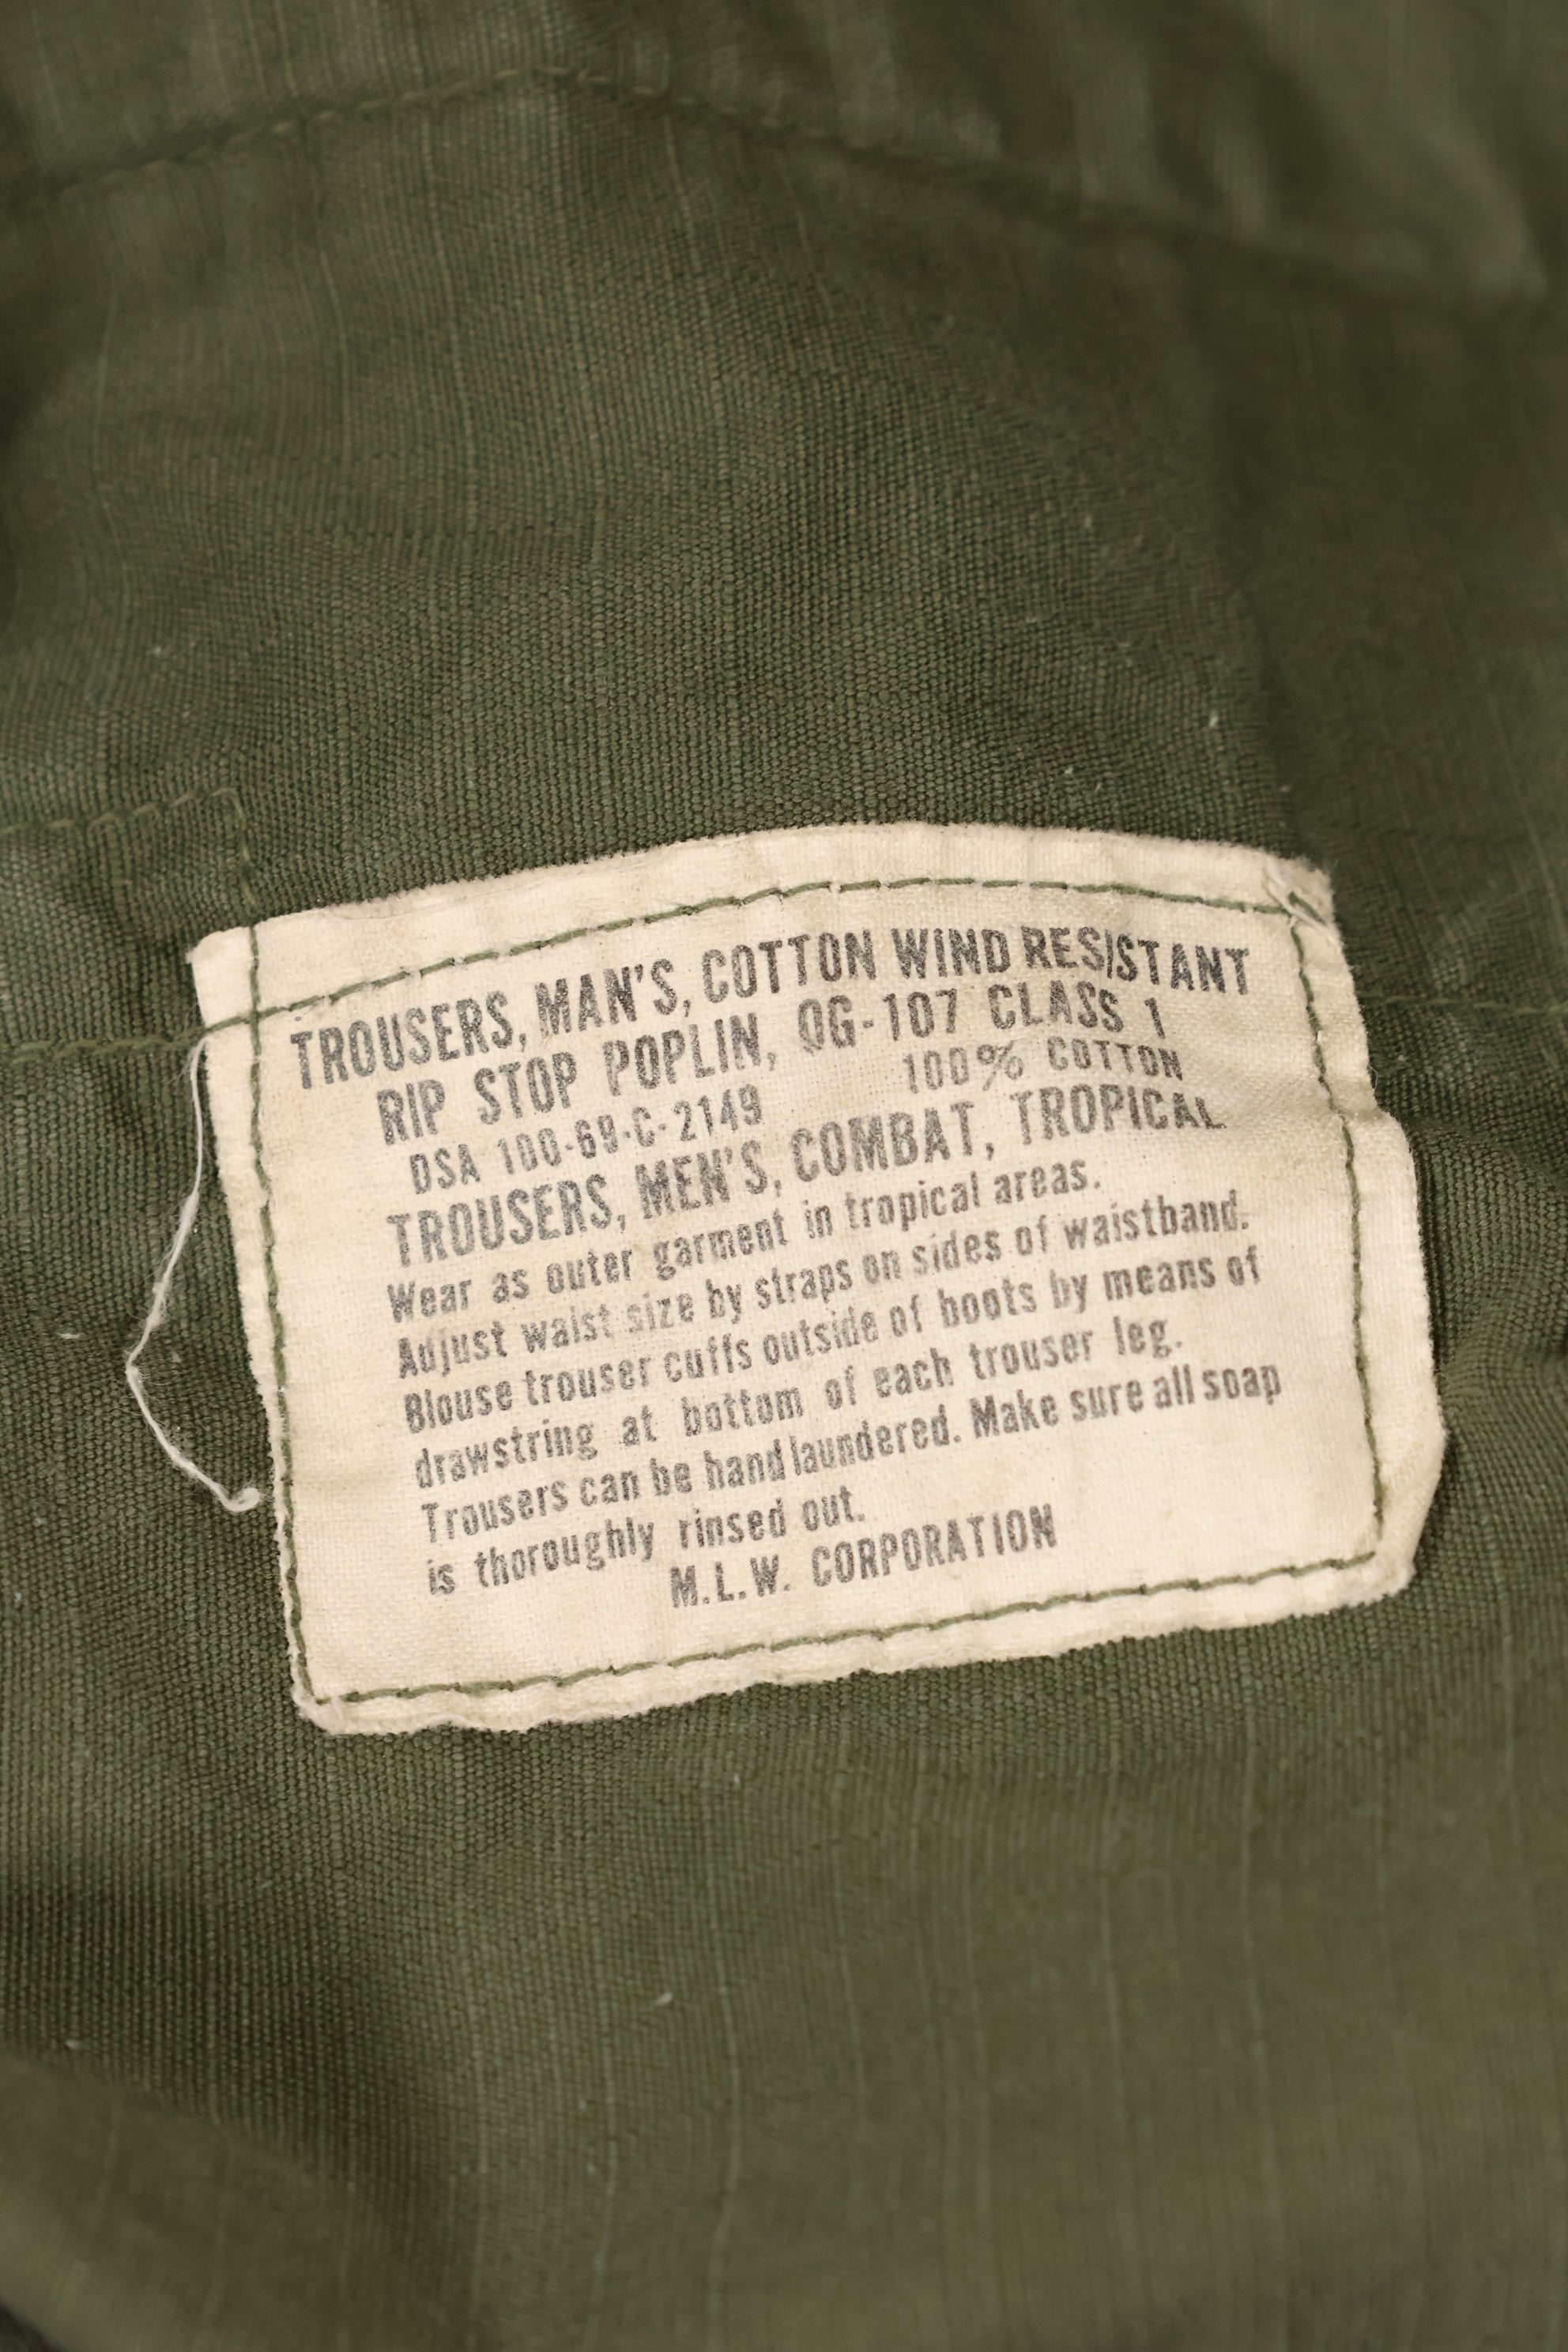 TROUSERS, MAN'S, COTTON WIND RESISTANT
RIP STOP POPLIN, OG-107 CLASS 1
DSA 100-69-C-2149 100% COTTON
TROUSERS, MEN'S, COMBAT, TROPICAL
Wear as outer garment in tropical areas.
Adjust waist size by straps on sides of waistband.
Blouse trouser cuffs outside of boots by means of
drawstring at bottom of each trouser leg.
Trousers can be hand laundered. Make sure all soap
is thoroughly rinsed out.
M.L.W. CORPORATION